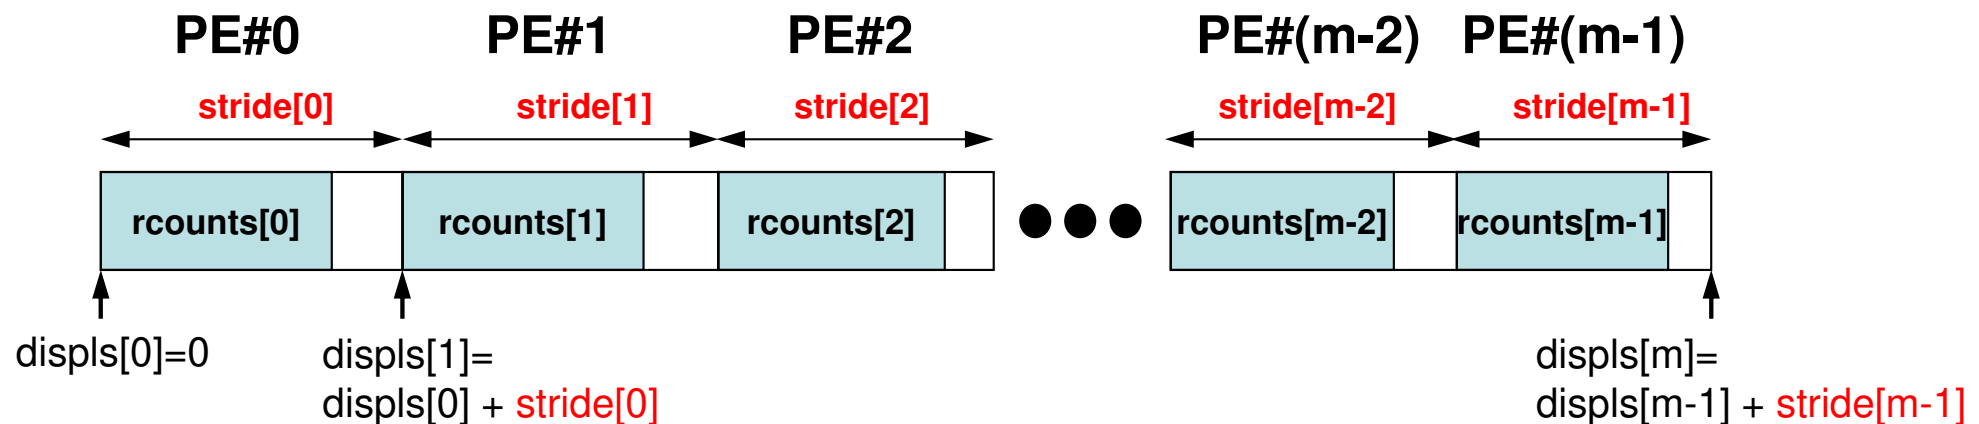 PE#0 PE#1 PE#2 PE#(m-2) PE#(m-1)
stride[0] stride[1] stride[2] stride[m-2] stride[m-1]
rcounts[0] rcounts[1] rcounts[2] rcounts[m-2] rcounts[m-1]
displs[0]=0 displs[1]= displs[m]=
displs[0] + stride[0] displs[m-1] + stride[m-1]